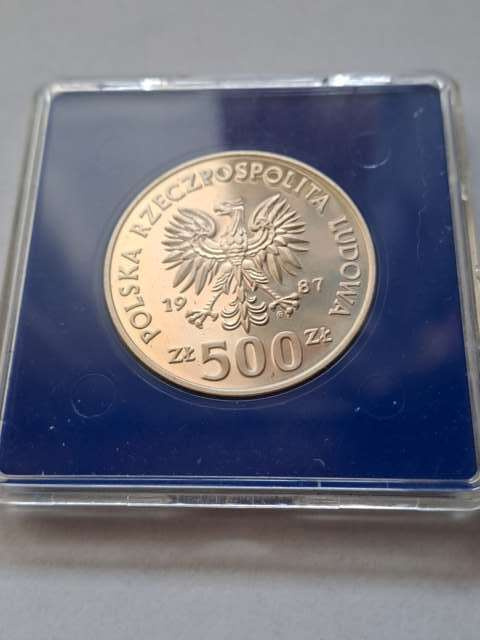 POLSKA RZECZPOSPOLITA LUDOWA
19 87
ZŁ 500 ZŁ